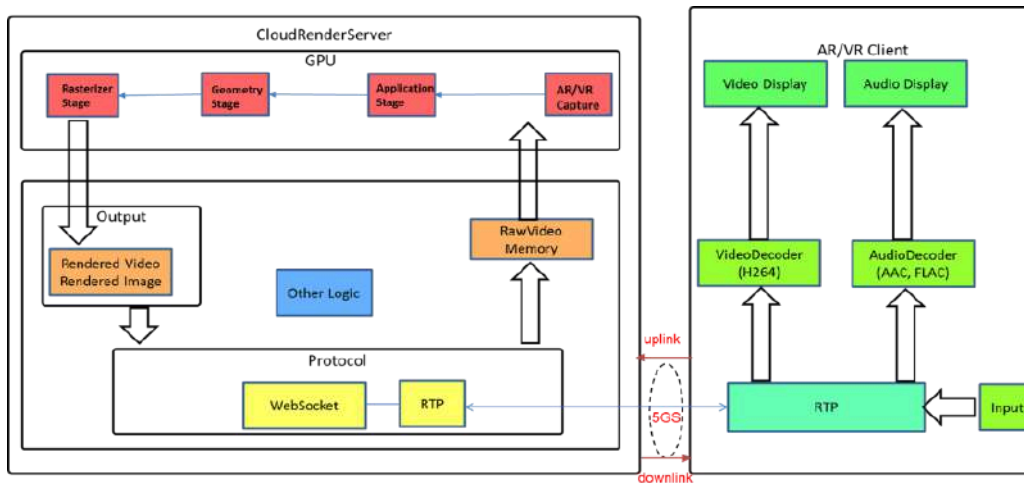 CloudRenderServer
GPU
Rasterizer
Stage
Geometry
Stage
Application
Stage
AR/VR
Capture
Output
Rendered Video
Rendered Image
RawVideo
Memory
Other Logic
Protocol
WebSocket
RTP
uplink
5GS
downlink
AR/VR Client
Video Display
Audio Display
VideoDecoder
(H264)
AudioDecoder
(AAC, FLAC)
RTP
Input